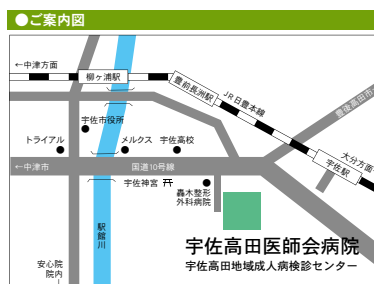 ●ご案内図
←中津方面
柳ヶ浦駅
豊前長洲駅
JR日豊本線
豊後高田市
宇佐市役所
トライアル
メルクス
宇佐高校
大分方面
宇佐駅
←中津市
国道10号線
宇佐神宮
轟木整形
外科病院
駅館川
宇佐高田医師会病院
宇佐高田地域成人病検診センター
安心院
院内